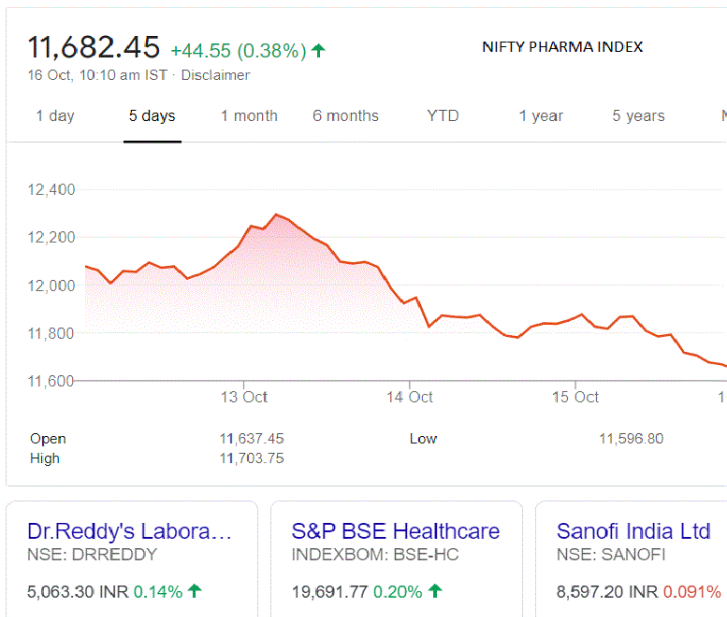 11,682.45 +44.55 (0.38%) ↑ NIFTY PHARMA INDEX
16 Oct, 10:10 am IST · Disclaimer
1 day 5 days 1 month 6 months YTD 1 year 5 years
12,400
12,200
12,000
11,800
11,600
13 Oct 14 Oct 15 Oct 1
Open 11,637.45 Low 11,596.80
High 11,703.75
Dr.Reddy's Labora... S&P BSE Healthcare Sanofi India Ltd
NSE: DRREDDY INDEXBOM: BSE-HC NSE: SANOFI
5,063.30 INR 0.14% ↑ 19,691.77 0.20% ↑ 8,597.20 INR 0.091%